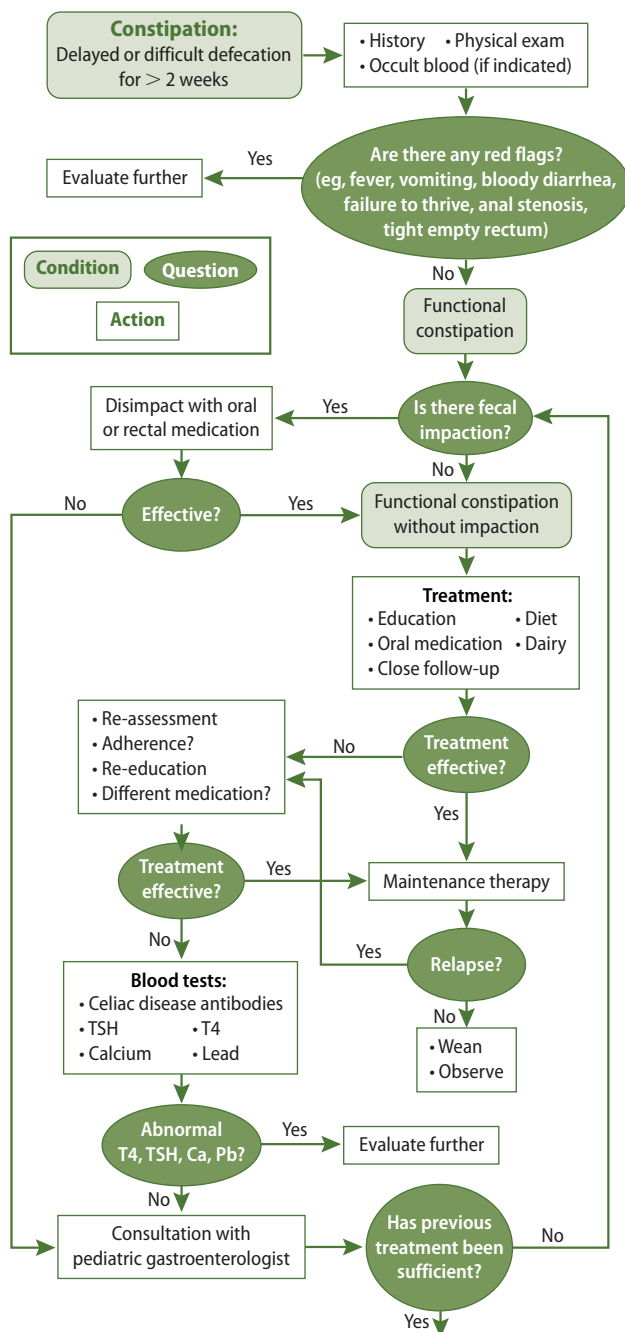 Constipation:
Delayed or difficult defecation
for > 2 weeks
• History • Physical exam
• Occult blood (if indicated)
Are there any red flags?
(eg, fever, vomiting, bloody diarrhea,
failure to thrive, anal stenosis,
tight empty rectum)
Yes
Evaluate further
Condition
Question
Action
No
Functional
constipation
Is there fecal
impaction?
Yes
Disimpact with oral
or rectal medication
No
No
Effective?
Yes
Functional constipation
without impaction
Treatment:
• Education • Diet
• Oral medication • Dairy
• Close follow-up
Treatment
effective?
No
• Re-assessment
• Adherence?
• Re-education
• Different medication?
Yes
Treatment
effective?
Yes
Maintenance therapy
No
Yes
Relapse?
Blood tests:
• Celiac disease antibodies
• TSH • T4
• Calcium • Lead
No
• Wean
• Observe
Abnormal
T4, TSH, Ca, Pb?
Yes
Evaluate further
No
Consultation with
pediatric gastroenterologist
Has previous
treatment been
sufficient?
No
Yes